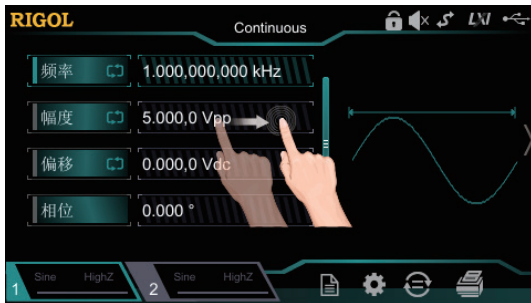 RIGOL Continuous LXI
频率 1.000,000,000 kHz
幅度 5.000,0 Vpp
偏移 0.000,0 Vdc
相位 0.000 °
1 Sine HighZ 2 Sine HighZ